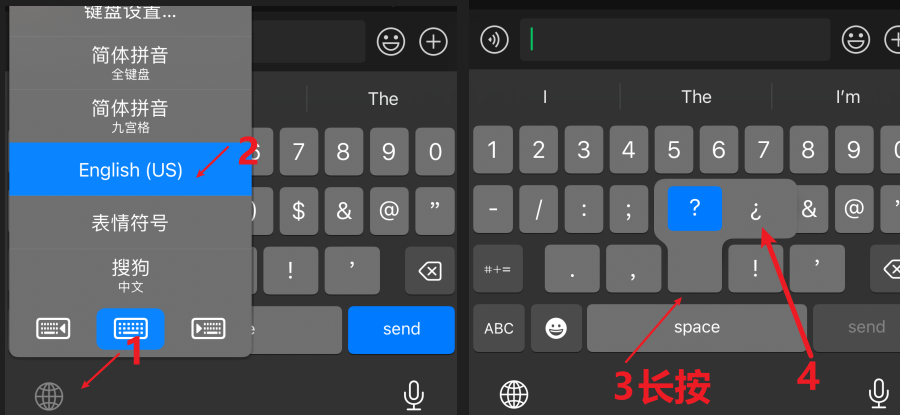 键盘设置...
简体拼音
全键盘
简体拼音
九宫格
English (US)
表情符号
搜狗
中文
1
2
The
6 7 8 9 0
) $ & @ ”
! ’
send
I The I’m
1 2 3 4 5 6 7 8 9 0
- / : ; ? ¿ & @ ”
#+= . , ! ’
ABC space send
3长按
4